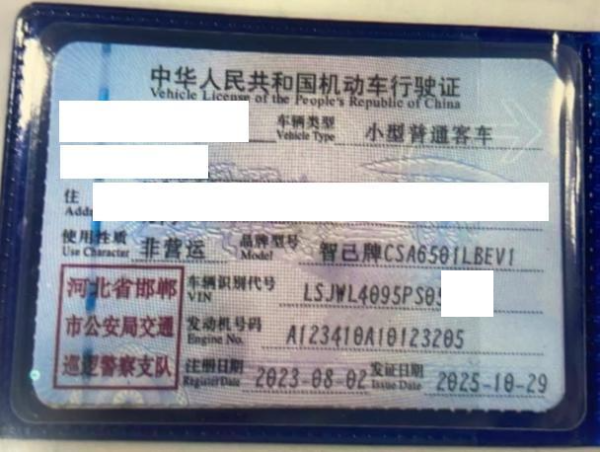 中华人民共和国机动车行驶证
Vehicle License of the People's Republic of China
车辆类型 小型普通客车
Vehicle Type
住
Addr
使用性质 非营运 品牌型号 智己牌CSA6501LBEV1
Use Character Model
河北省邯郸 车辆识别代号 LSJWL4095PS05
VIN
市公安局交通 发动机号码 A123410A10123205
Engine No.
巡逻警察支队 注册日期 2023-08-02 发证日期 2025-10-29
Register Date Issue Date